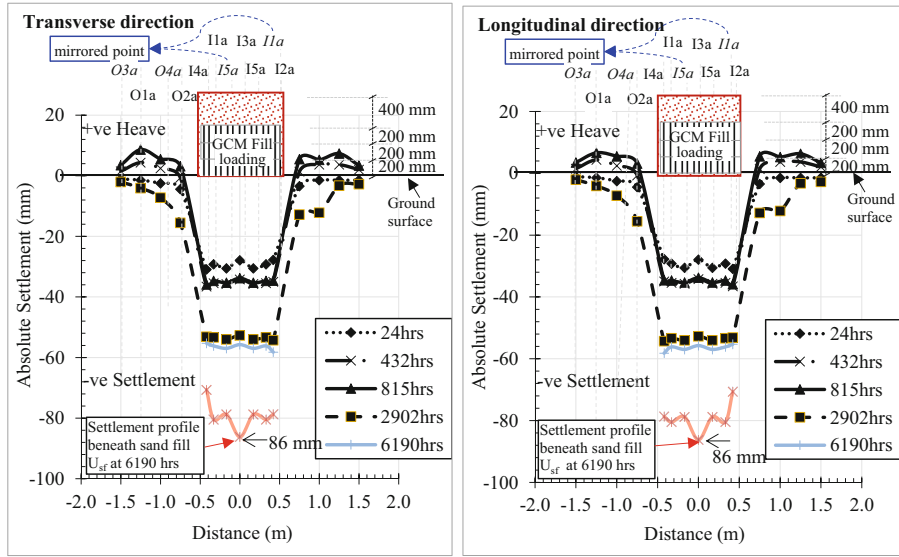 Transverse direction
mirrored point
I1a I3a I1a
O3a O4a I4a I5a I5a I2a
O1a O2a
400 mm
200 mm
200 mm
200 mm
+ve Heave
GCM Fill
loading
Ground
surface
Absolute Settlement (mm)
20
0
-20
-40
-60
-80
-100
-ve Settlement
24hrs
432hrs
815hrs
2902hrs
6190hrs
Settlement profile
beneath sand fill
Usf at 6190 hrs
86 mm
-2.0 -1.5 -1.0 -0.5 0.0 0.5 1.0 1.5 2.0
Distance (m)
Longitudinal direction
mirrored point
I1a I3a I1a
O3a O4a I4a I5a I5a I2a
O1a O2a
400 mm
200 mm
200 mm
200 mm
+ve Heave
GCM Fill
loading
Ground
surface
Absolute Settlement (mm)
20
0
-20
-40
-60
-80
-100
-ve Settlement
24hrs
432hrs
815hrs
2902hrs
6190hrs
Settlement profile
beneath sand fill
Usf at 6190 hrs
86 mm
-2.0 -1.5 -1.0 -0.5 0.0 0.5 1.0 1.5 2.0
Distance (m)